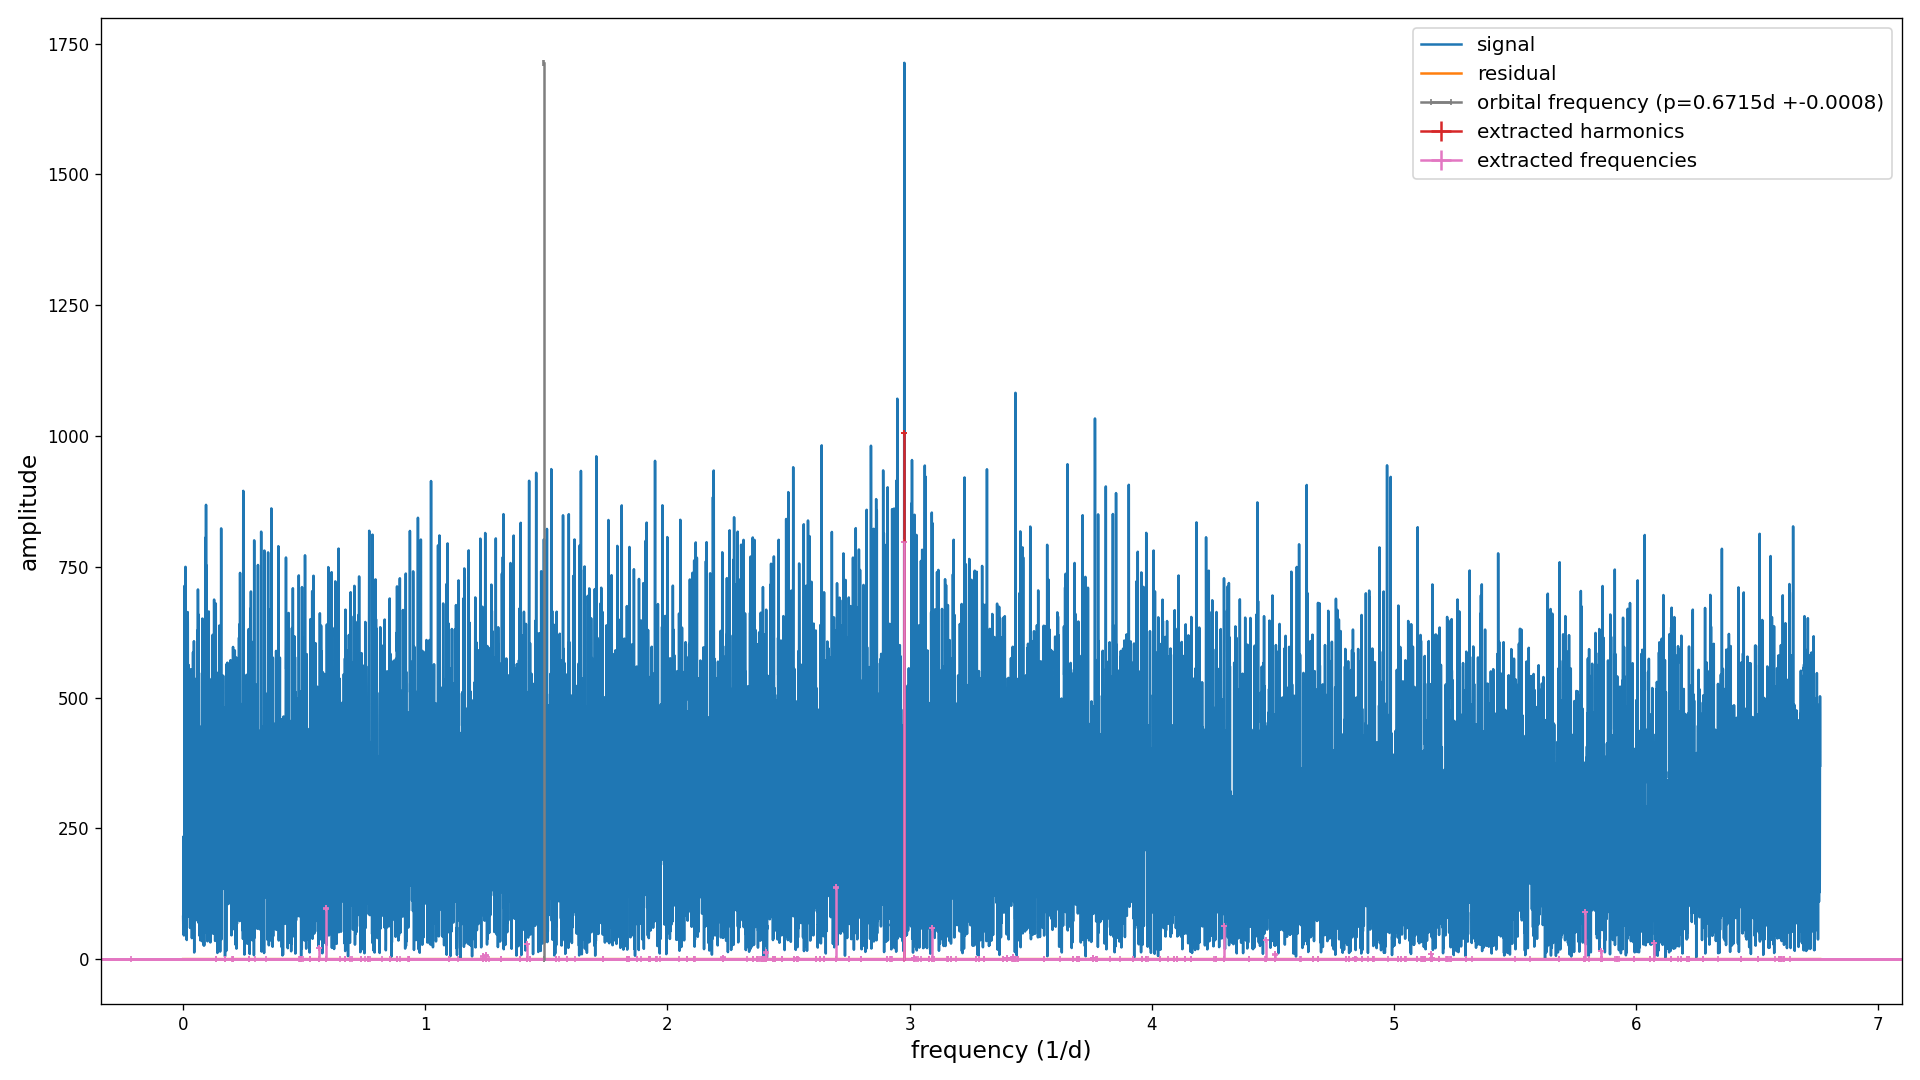 1750
1500
1250
1000
750
500
250
0
amplitude
0 1 2 3 4 5 6 7
frequency (1/d)
signal
residual
orbital frequency (p=0.6715d +-0.0008)
extracted harmonics
extracted frequencies